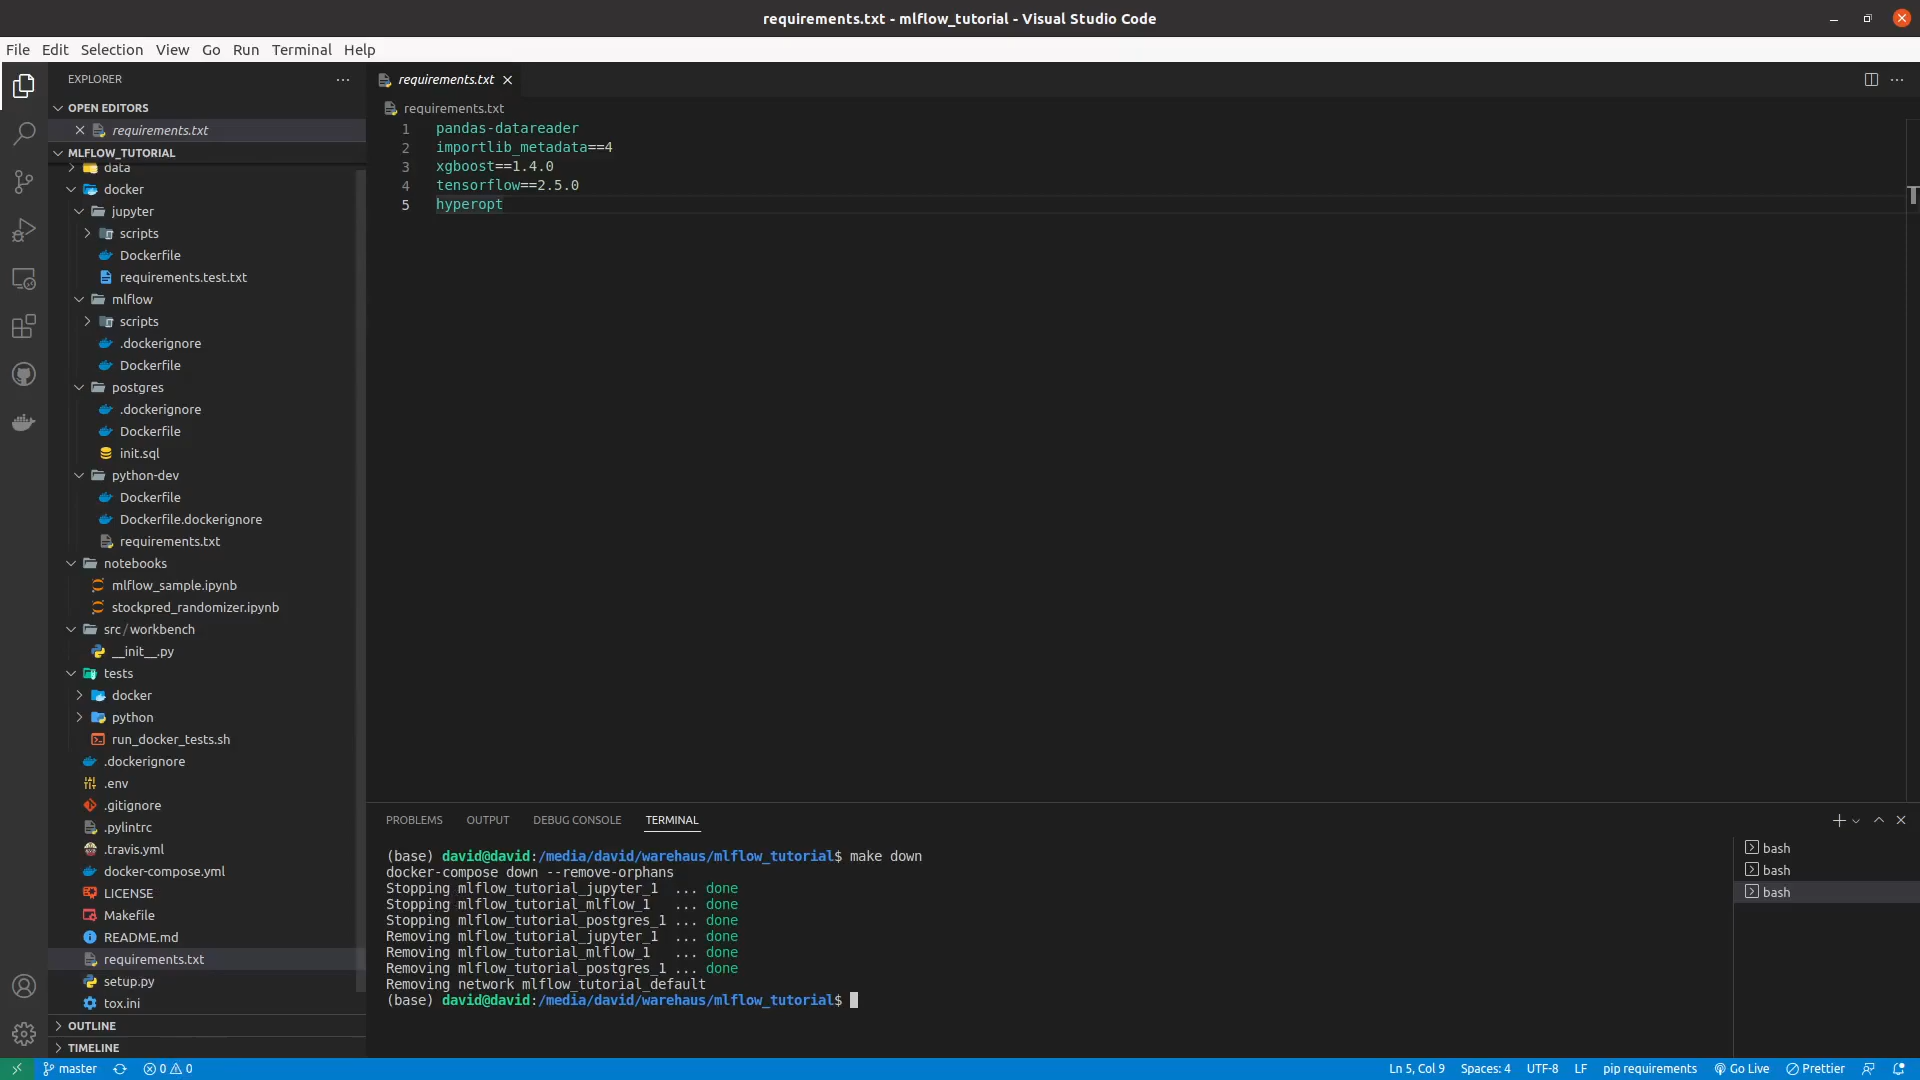 requirements.txt - mlflow_tutorial - Visual Studio Code
File Edit Selection View Go Run Terminal Help
EXPLORER
OPEN EDITORS
requirements.txt
MLFLOW_TUTORIAL
data
docker
jupyter
scripts
Dockerfile
requirements.test.txt
mlflow
scripts
.dockerignore
Dockerfile
postgres
.dockerignore
Dockerfile
init.sql
python-dev
Dockerfile
Dockerfile.dockerignore
requirements.txt
notebooks
mlflow_sample.ipynb
stockpred_randomizer.ipynb
src/workbench
__init__.py
tests
docker
python
run_docker_tests.sh
.dockerignore
.env
.gitignore
.pylintrc
.travis.yml
docker-compose.yml
LICENSE
Makefile
README.md
requirements.txt
setup.py
tox.ini
OUTLINE
TIMELINE
requirements.txt
requirements.txt
1 pandas-datareader
2 importlib_metadata==4
3 xgboost==1.4.0
4 tensorflow==2.5.0
5 hyperopt
PROBLEMS OUTPUT DEBUG CONSOLE TERMINAL
(base) david@david:/media/david/warehaus/mlflow_tutorial$ make down
docker-compose down --remove-orphans
Stopping mlflow_tutorial_jupyter_1 ... done
Stopping mlflow_tutorial_mlflow_1 ... done
Stopping mlflow_tutorial_postgres_1 ... done
Removing mlflow_tutorial_jupyter_1 ... done
Removing mlflow_tutorial_mlflow_1 ... done
Removing mlflow_tutorial_postgres_1 ... done
Removing network mlflow_tutorial_default
(base) david@david:/media/david/warehaus/mlflow_tutorial$
bash
bash
bash
master 0 0 Ln 5, Col 9 Spaces: 4 UTF-8 LF pip requirements Go Live Prettier